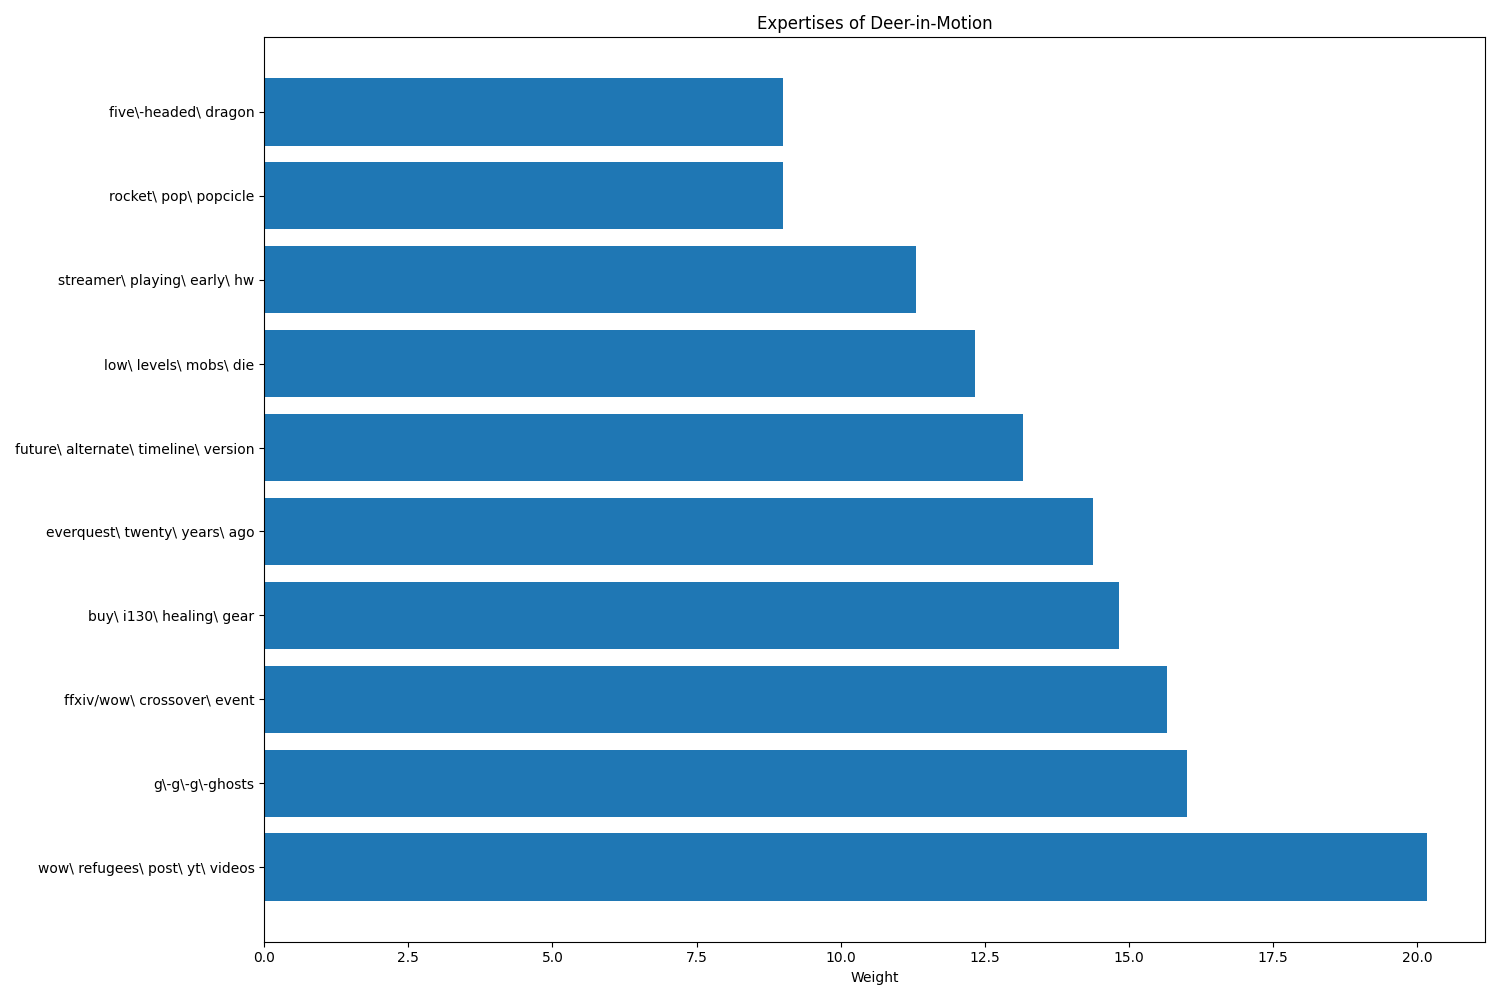 Expertises of Deer-in-Motion
five\-headed\ dragon
rocket\ pop\ popcicle
streamer\ playing\ early\ hw
low\ levels\ mobs\ die
future\ alternate\ timeline\ version
everquest\ twenty\ years\ ago
buy\ i130\ healing\ gear
ffxiv/wow\ crossover\ event
g\-g\-g\-ghosts
wow\ refugees\ post\ yt\ videos
0.0 2.5 5.0 7.5 10.0 12.5 15.0 17.5 20.0
Weight